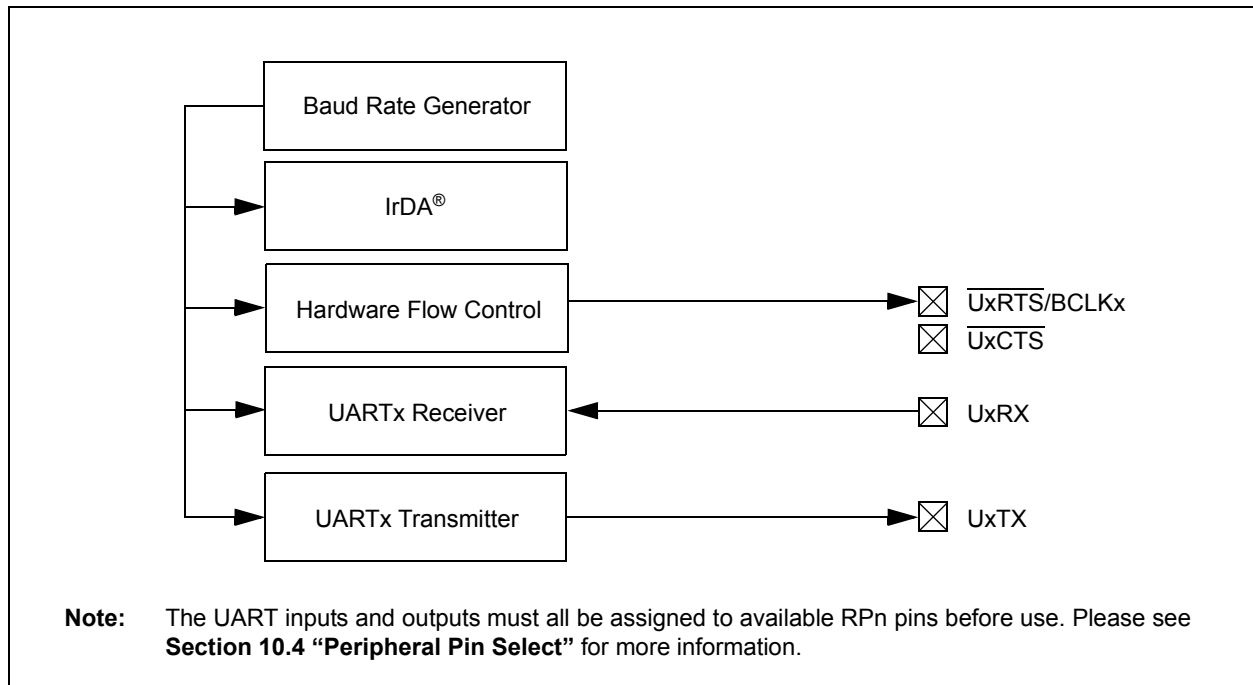 Baud Rate Generator
IrDA®
Hardware Flow Control
UxRTS/BCLKx
UxCTS
UARTx Receiver
UxRX
UARTx Transmitter
UxTX
Note: The UART inputs and outputs must all be assigned to available RPn pins before use. Please see
Section 10.4 “Peripheral Pin Select” for more information.